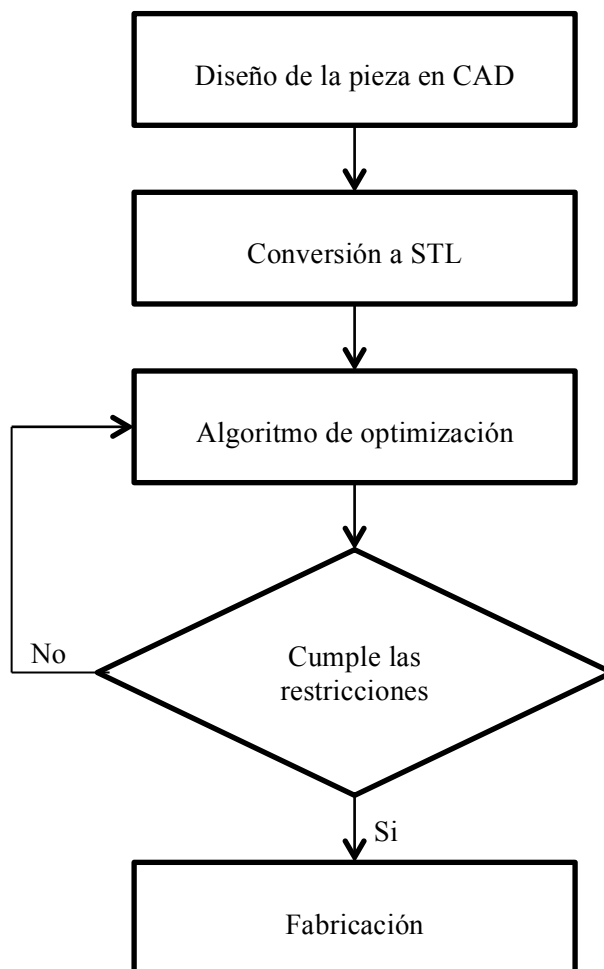 Diseño de la pieza en CAD
Conversión a STL
Algoritmo de optimización
Cumple las
restricciones
No
Si
Fabricación